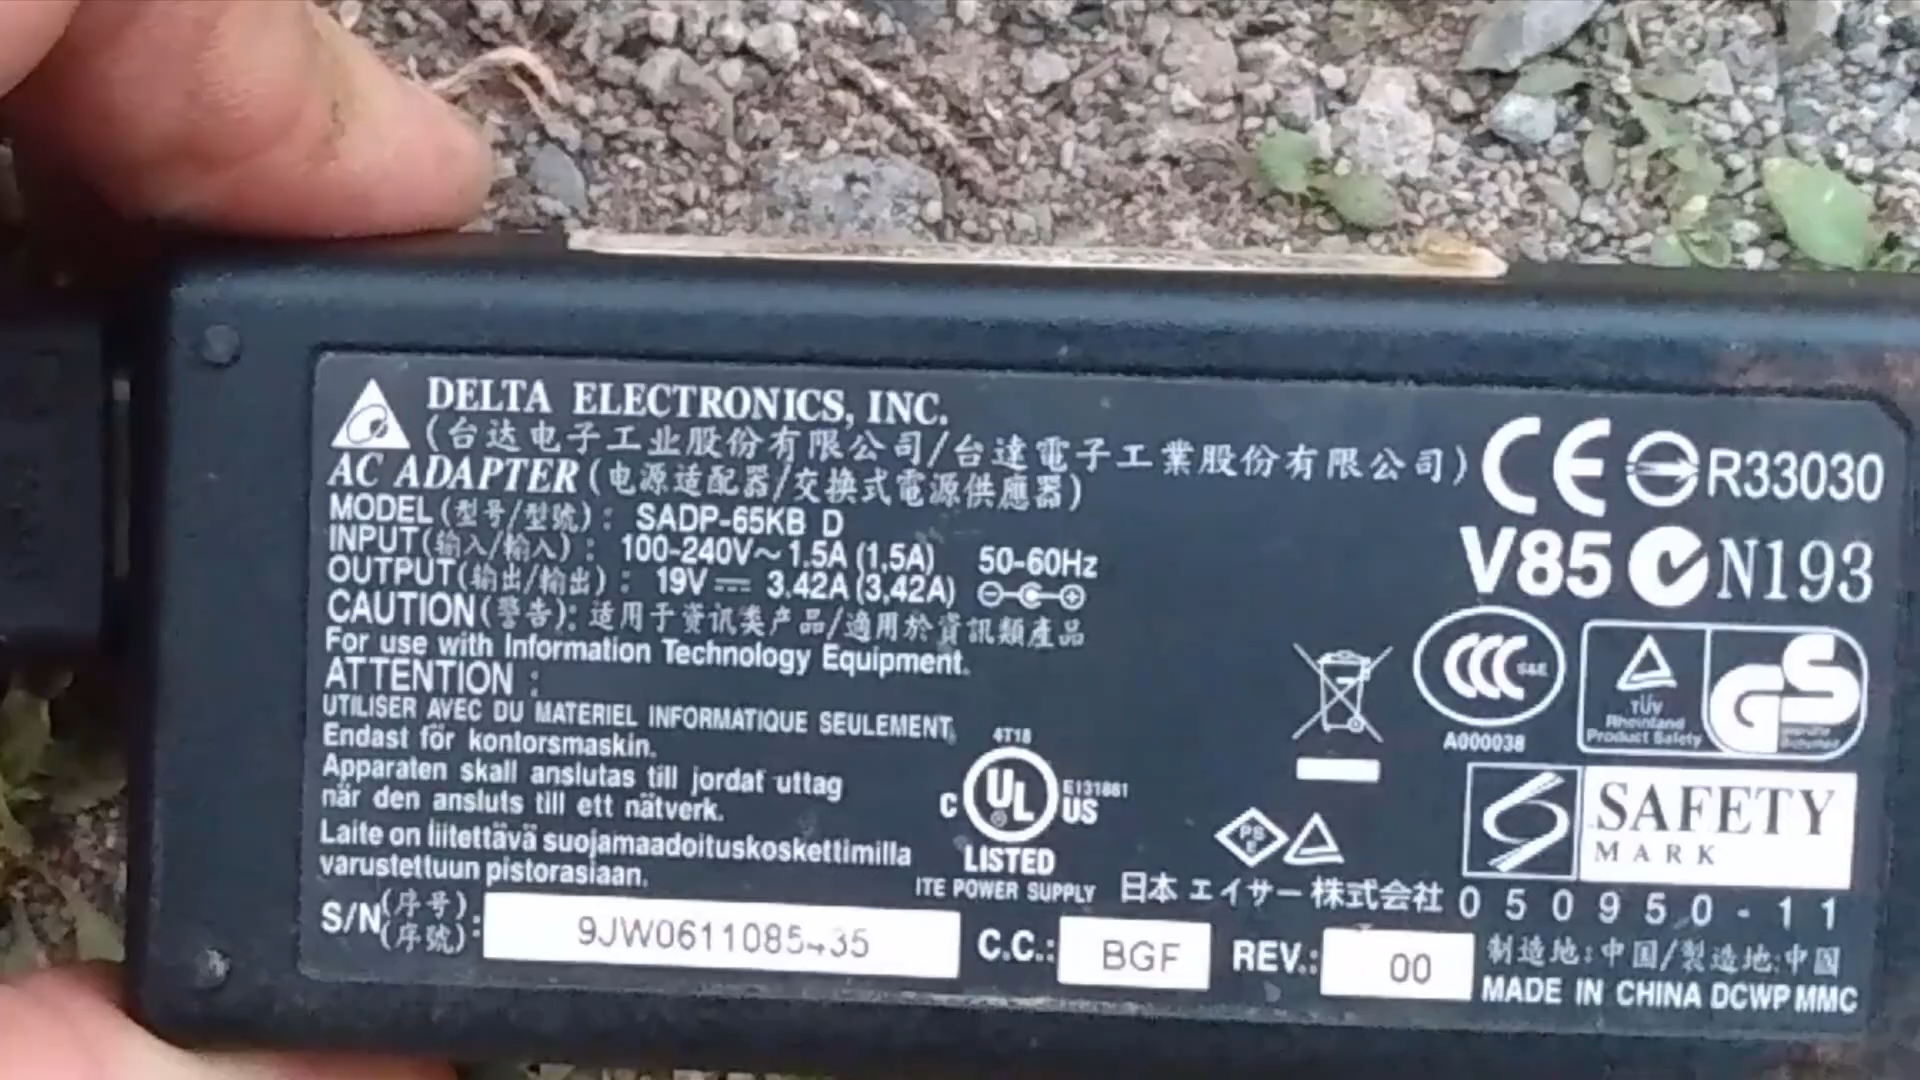 DELTA ELECTRONICS, INC.
(台达电子工业股份有限公司/台達電子工業股份有限公司)
AC ADAPTER (电源适配器/交换式電源供應器)
MODEL (型号/型號) : SADP-65KB D
INPUT (输入/輸入) : 100-240V~ 1.5A (1,5A) 50-60Hz
OUTPUT (输出/輸出) : 19V 3.42A (3,42A)
CAUTION (警告): 适用于资讯类产品/適用於資訊類產品
For use with Information Technology Equipment.
ATTENTION :
UTILISER AVEC DU MATERIEL INFORMATIQUE SEULEMENT.
Endast för kontorsmaskin.
Apparaten skall anslutas till jordat uttag
när den ansluts till ett nätverk.
Laite on liitettävä suojamaadoituskoskettimilla
varustettuun pistorasiaan.
S/N (序号) (序號) : 9JW0611085 35
C.C.: BGF
REV.: 00
4T18
C UL US
E131881
LISTED
ITE POWER SUPPLY
CE R33030
V85 N193
CCC S&E
A000038
TÜV
Rheinland
Product Safety
GS
PS E
SAFETY
MARK
日本エイサー株式会社 050950-11
制造地:中国/製造地:中国
MADE IN CHINA DCWP MMC